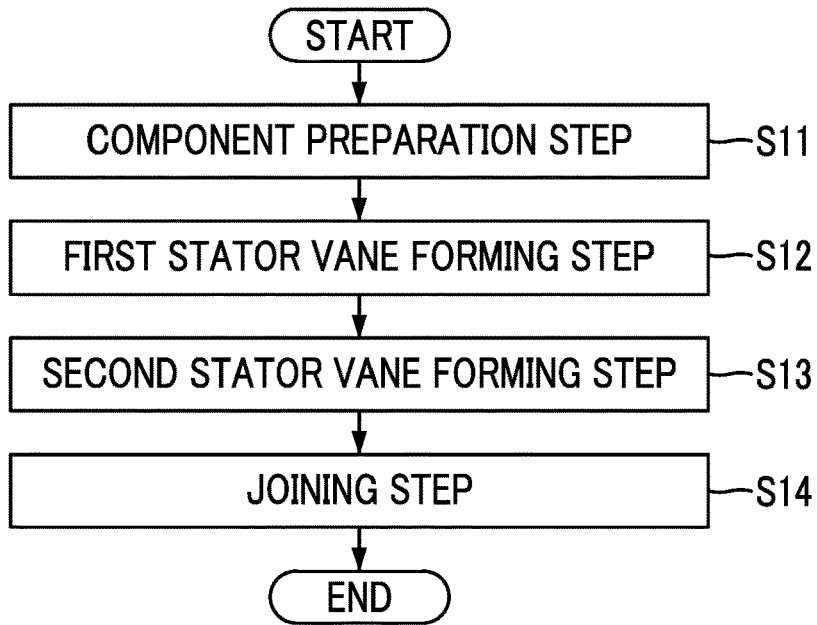 START
COMPONENT PREPARATION STEP S11
FIRST STATOR VANE FORMING STEP S12
SECOND STATOR VANE FORMING STEP S13
JOINING STEP S14
END